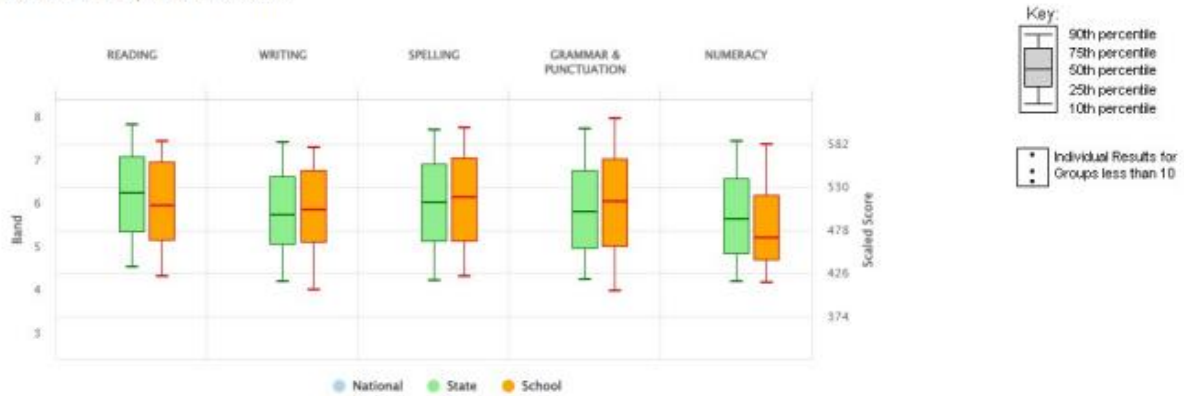 READING
WRITING
SPELLING
GRAMMAR &
PUNCTUATION
NUMERACY
8
7
6
5
4
3
Band
582
530
478
426
374
Scaled Score
National
State
School
Key:
90th percentile
75th percentile
50th percentile
25th percentile
10th percentile
Individual Results for
Groups less than 10